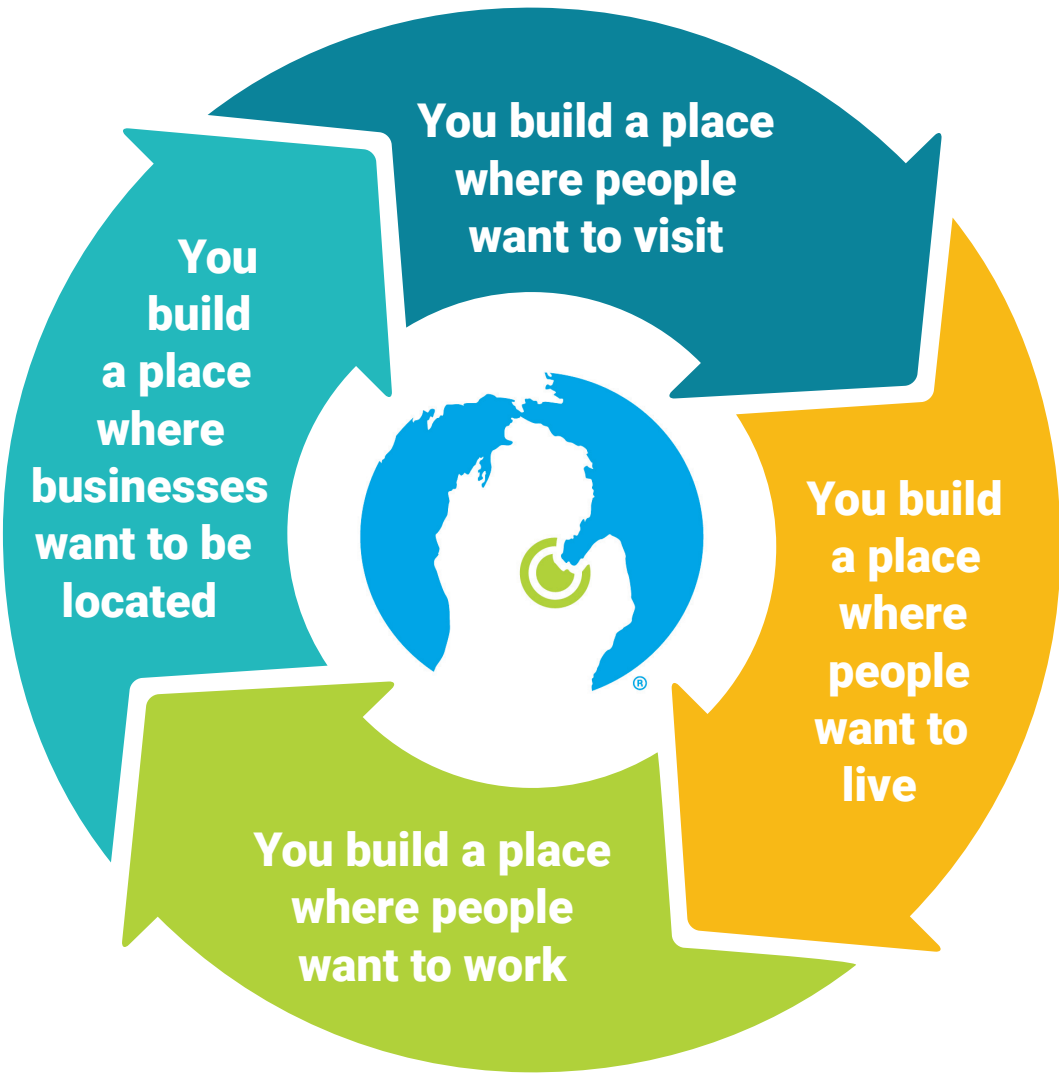 You build a place
where people
want to visit
You build
a place
where
people
want to
live
You build a place
where people
want to work
You
build
a place
where
businesses
want to be
located
®